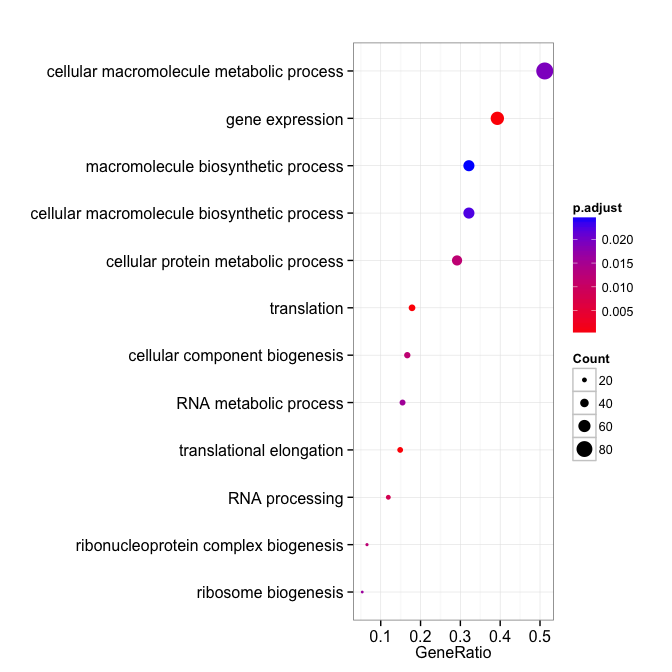 cellular macromolecule metabolic process
gene expression
macromolecule biosynthetic process
cellular macromolecule biosynthetic process
cellular protein metabolic process
translation
cellular component biogenesis
RNA metabolic process
translational elongation
RNA processing
ribonucleoprotein complex biogenesis
ribosome biogenesis
0.1 0.2 0.3 0.4 0.5
GeneRatio
p.adjust
0.020
0.015
0.010
0.005
Count
20
40
60
80